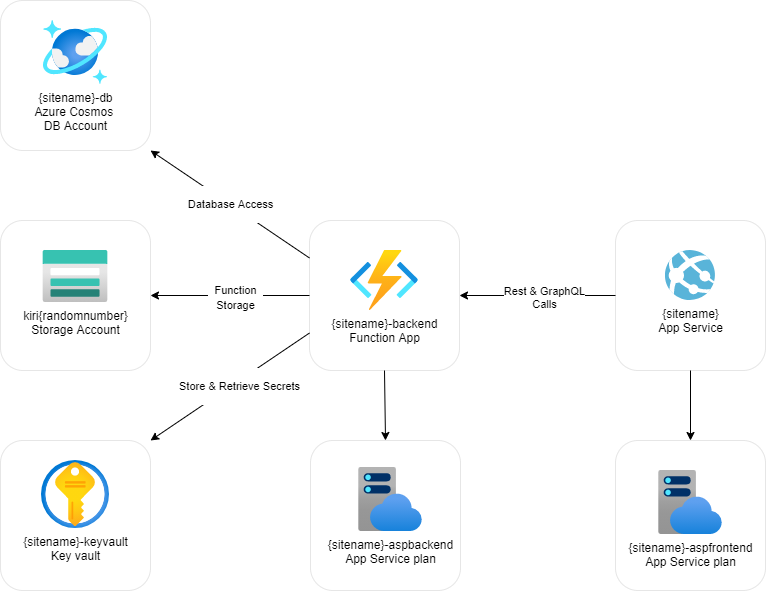 {sitename}-db
Azure Cosmos
DB Account
Database Access
Function
Storage
kiri{randomnumber}
Storage Account
{sitename}-backend
Function App
Rest & GraphQL
Calls
{sitename}
App Service
Store & Retrieve Secrets
{sitename}-keyvault
Key vault
{sitename}-aspbackend
App Service plan
{sitename}-aspfrontend
App Service plan